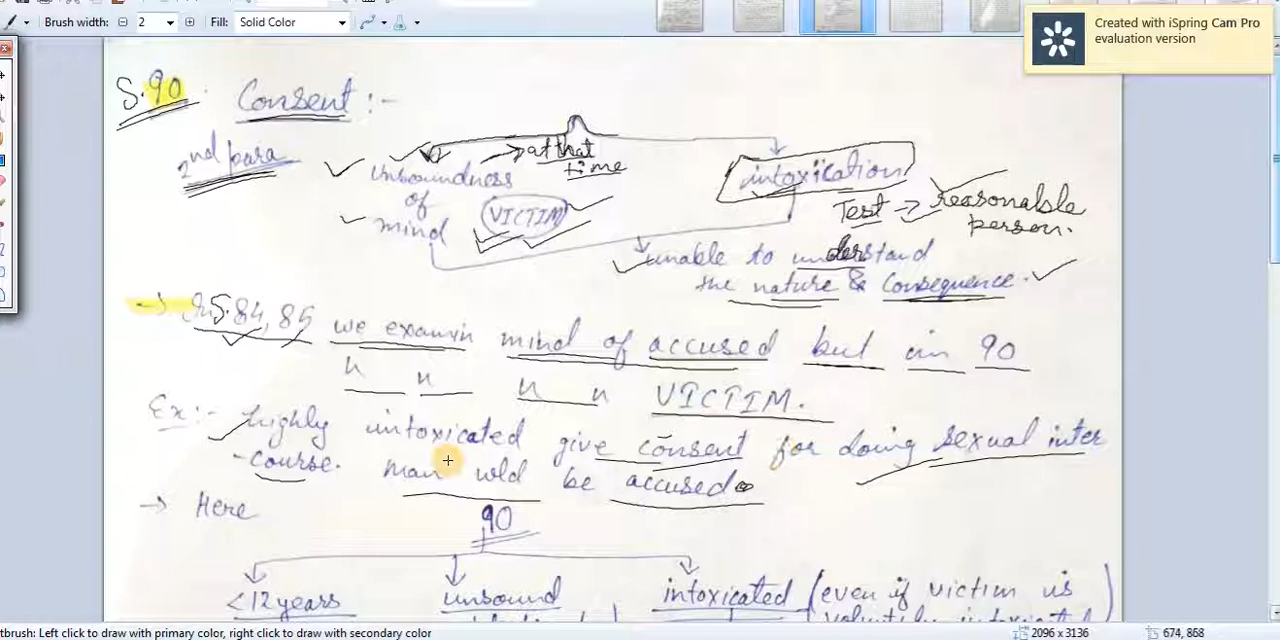 Brush width: 2 Fill: Solid Color
Created with iSpring Cam Pro
evaluation version
S.90 Consent :-
2nd para
unboundness
of
mind
→ at that
time
VICTIM
intoxication
Test → reasonable
person.
unable to understand
the nature & Consequence.
→ In S.84, 85 we examin mind of accused but in 90
" " " " VICTIM.
Ex:- highly intoxicated give consent for doing sexual inter
-course. man wld be accused.
→ Here
90
<12 years unsound intoxicated (even if victim is
tbrush: Left click to draw with primary color, right click to draw with secondary color
2096 x 3136 674, 868